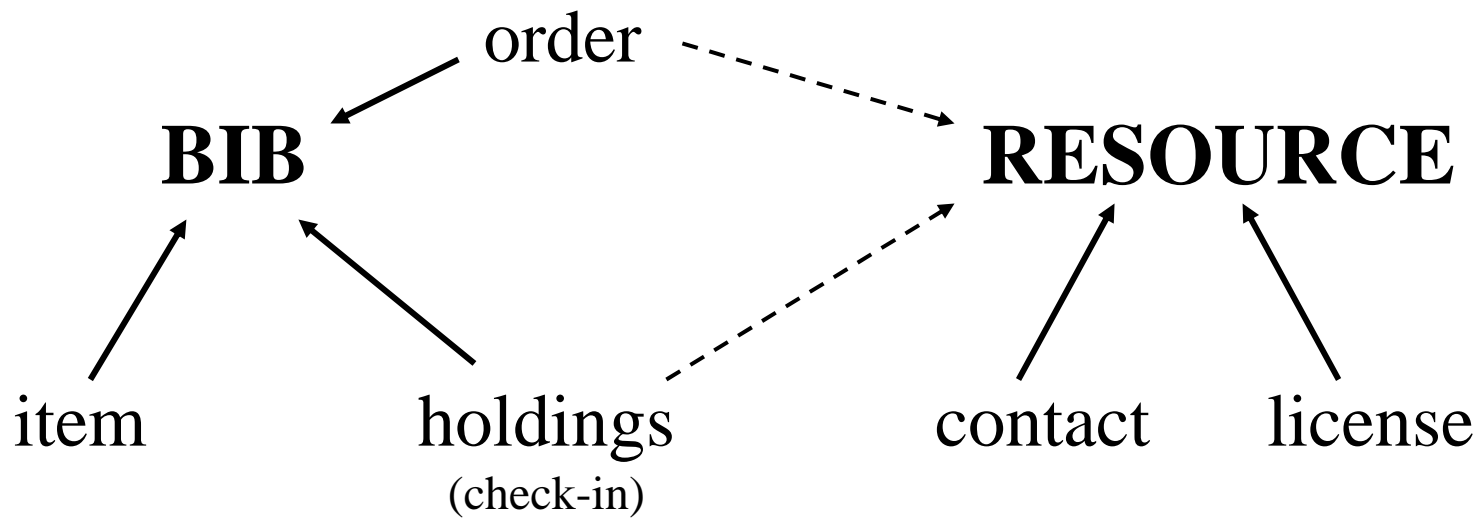 order
BIB
RESOURCE
item
holdings
(check-in)
contact
license